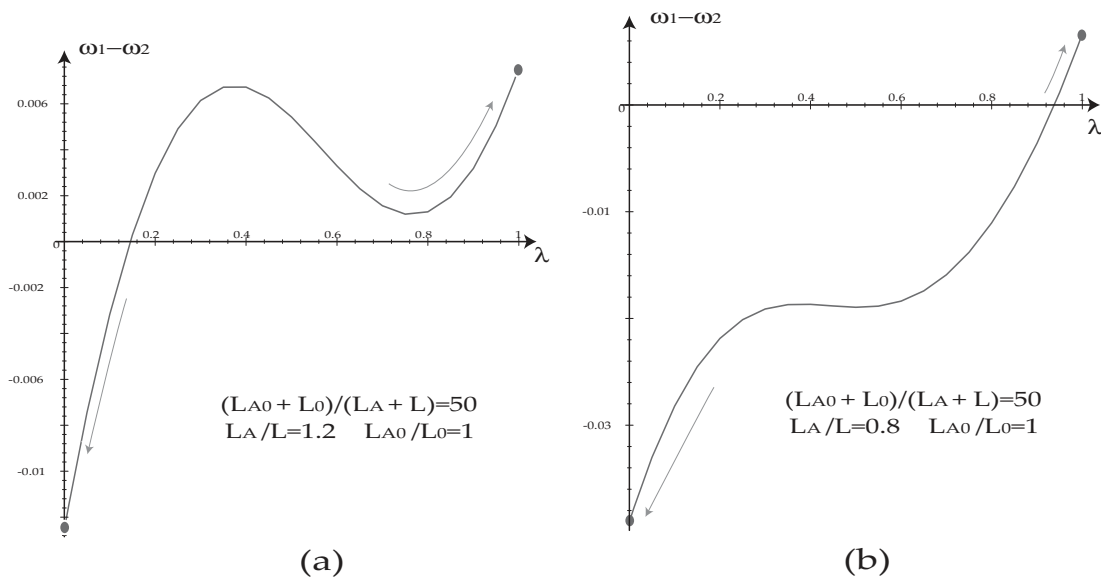 ω1−ω2
0.006
0.002
0
0.2
0.4
0.6
0.8
1
λ
-0.002
-0.006
-0.01
(LA0 + L0)/(LA + L)=50
LA/L=1.2 LA0/L0=1
(a)
ω1−ω2
0
0.2
0.4
0.6
0.8
1
λ
-0.01
-0.03
(LA0 + L0)/(LA + L)=50
LA/L=0.8 LA0/L0=1
(b)